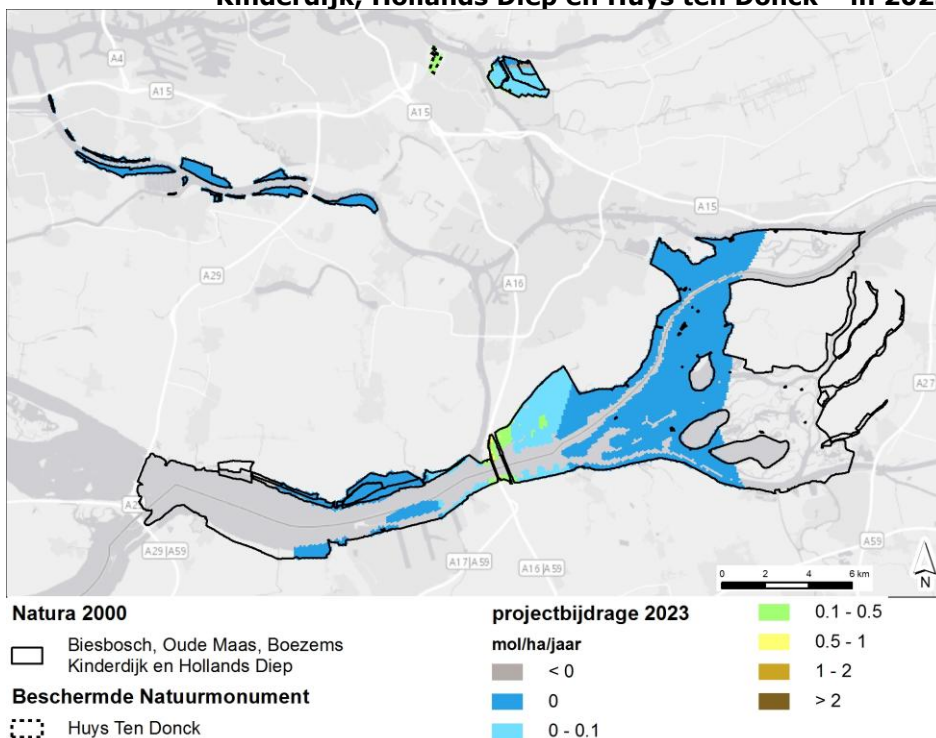 Kinderdijk, Hollands Diep en Huys ten Donck in 202
A4
A15
A15
A15
A29
A16
A27
A29|A59
A17|A59
A16|A59
A59
0 2 4 6 km
N
Natura 2000
Biesbosch, Oude Maas, Boezems
Kinderdijk en Hollands Diep
Beschermde Natuurmonument
Huys Ten Donck
projectbijdrage 2023
mol/ha/jaar
< 0
0
0 - 0.1
0.1 - 0.5
0.5 - 1
1 - 2
> 2